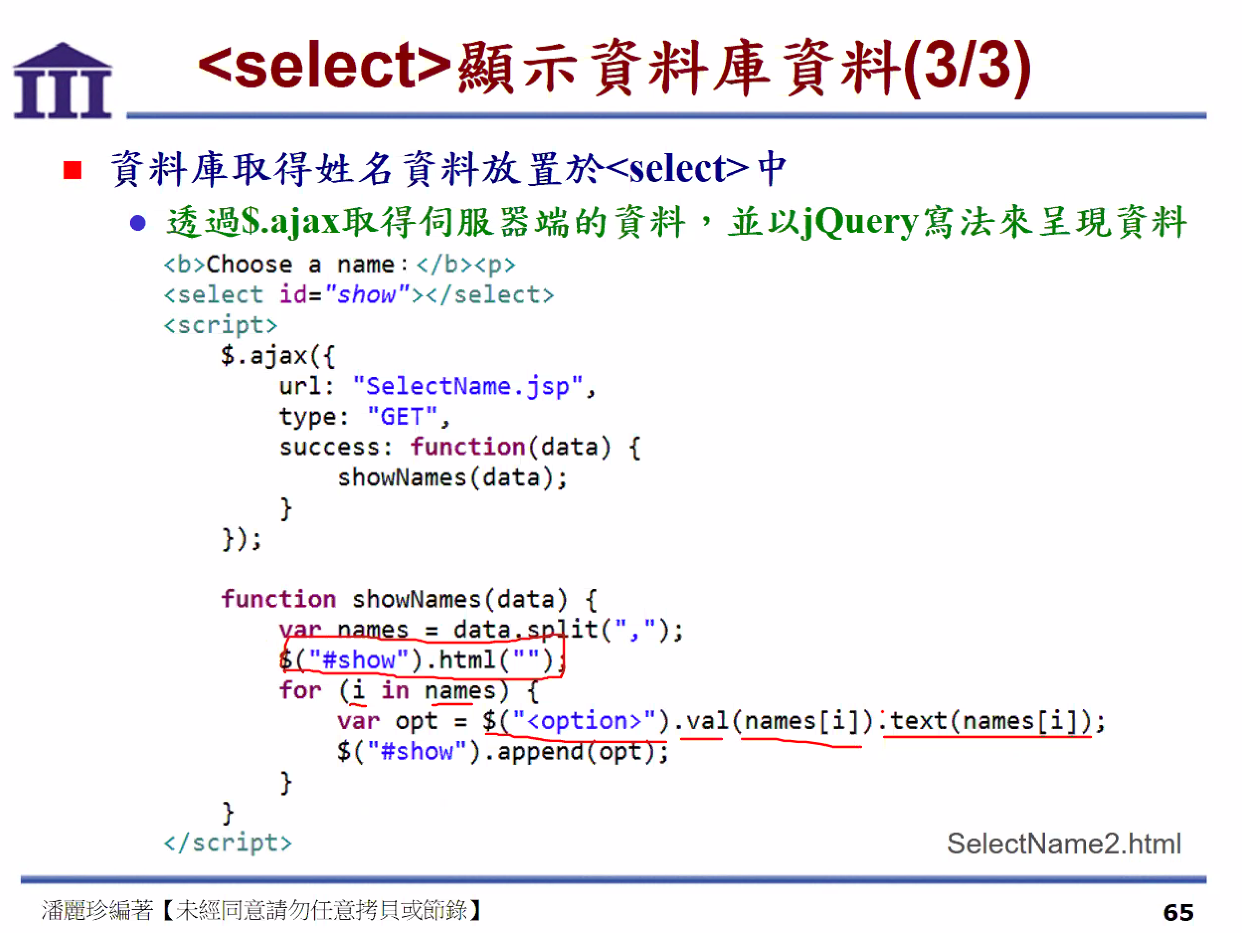 <select>顯示資料庫資料(3/3)
資料庫取得姓名資料放置於<select>中
透過$.ajax取得伺服器端的資料，並以jQuery寫法來呈現資料
<b>Choose a name：</b><p>
<select id="show"></select>
<script>
$.ajax({
url: "SelectName.jsp",
type: "GET",
success: function(data) {
showNames(data);
}
});
function showNames(data) {
var names = data.split(",");
$("#show").html("");
for (i in names) {
var opt = $("<option>").val(names[i]).text(names[i]);
$("#show").append(opt);
}
}
</script>
SelectName2.html
潘麗珍編著【未經同意請勿任意拷貝或節錄】
65